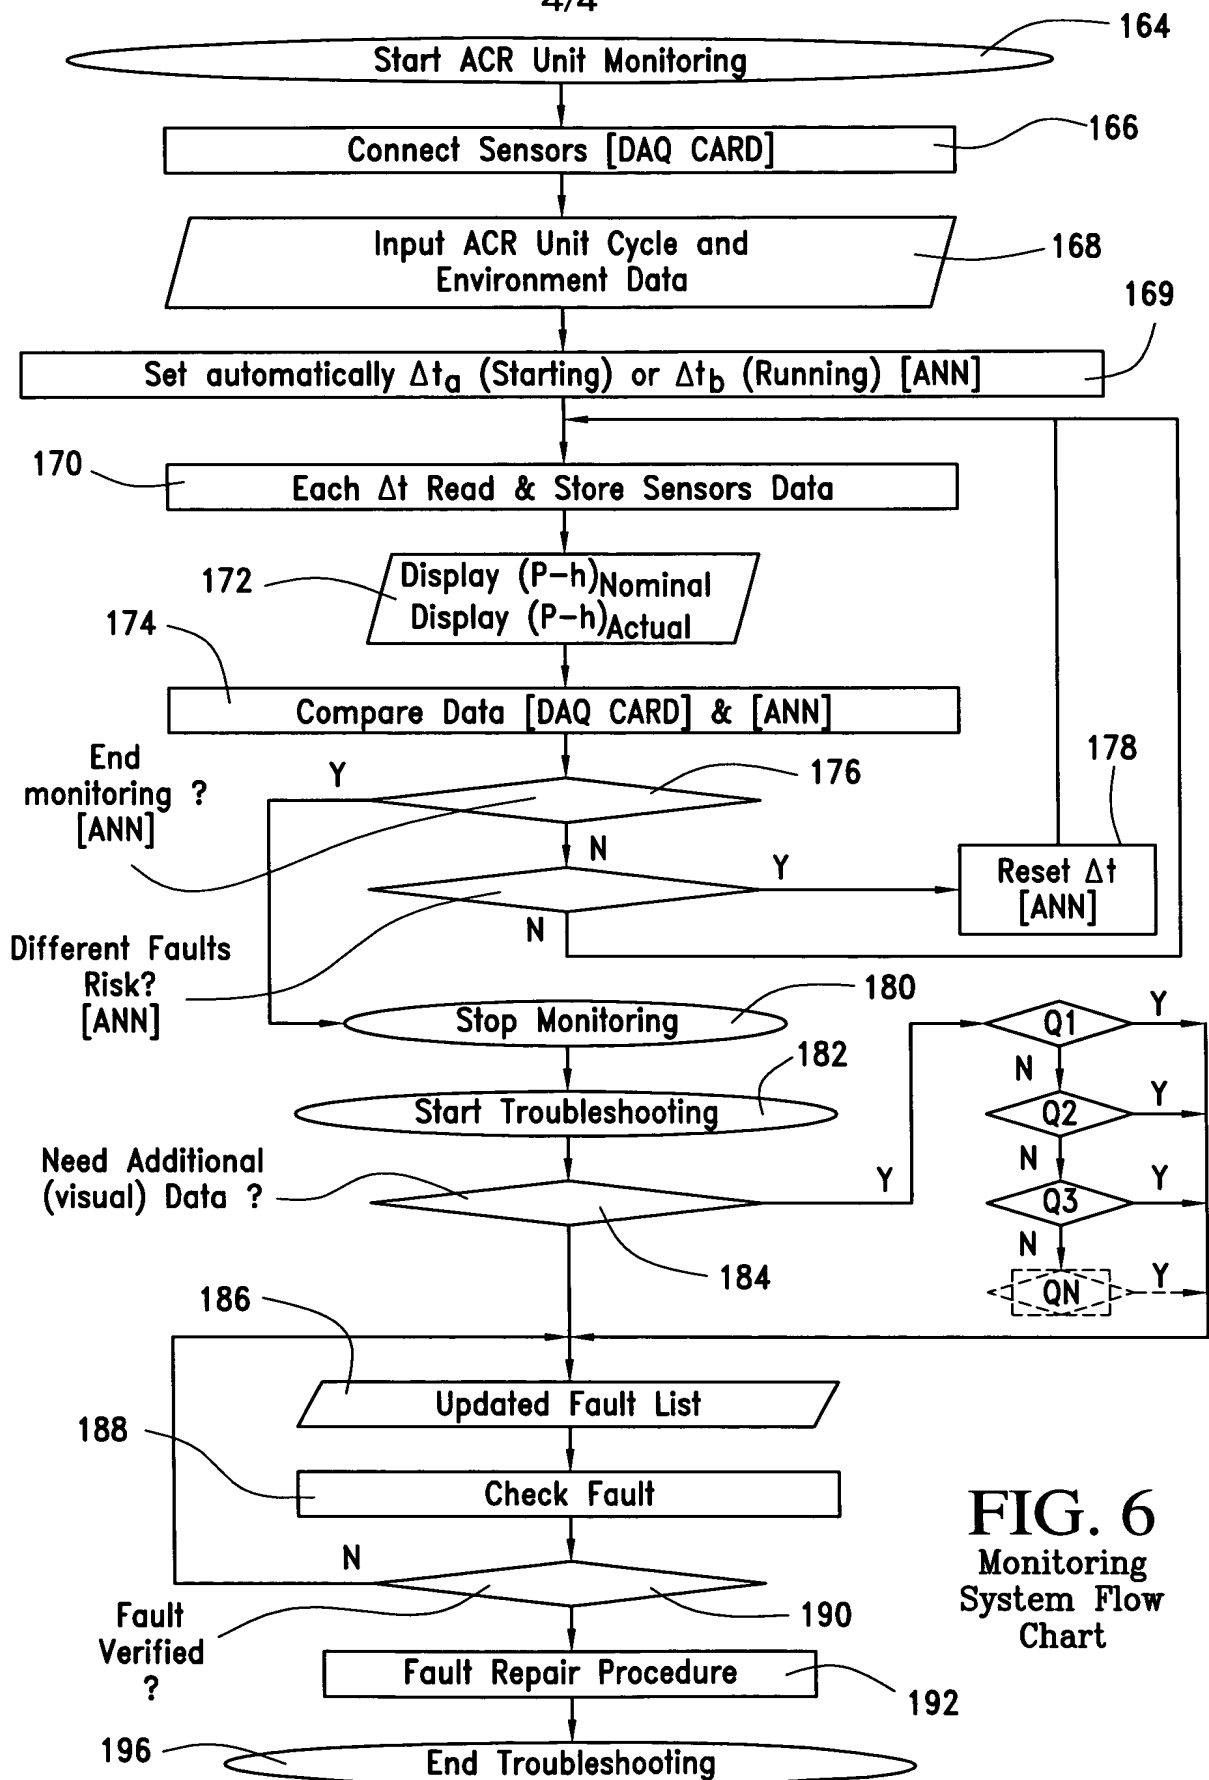 4/4
164
Start ACR Unit Monitoring
166
Connect Sensors [DAQ CARD]
Input ACR Unit Cycle and
Environment Data
168
169
Set automatically Δta (Starting) or Δtb (Running) [ANN]
170
Each Δt Read & Store Sensors Data
172
Display (P-h)Nominal
Display (P-h)Actual
174
Compare Data [DAQ CARD] & [ANN]
End
monitoring ?
[ANN]
Y
176
178
N
Y
Reset Δt
[ANN]
N
Different Faults
Risk?
[ANN]
180
Stop Monitoring
Q1
Y
182
N
Start Troubleshooting
Q2
Y
Need Additional
(visual) Data ?
Y
N
Q3
Y
N
184
QN
Y
186
Updated Fault List
188
Check Fault
N
190
Fault
Verified
?
Fault Repair Procedure
192
196
End Troubleshooting
FIG. 6
Monitoring
System Flow
Chart